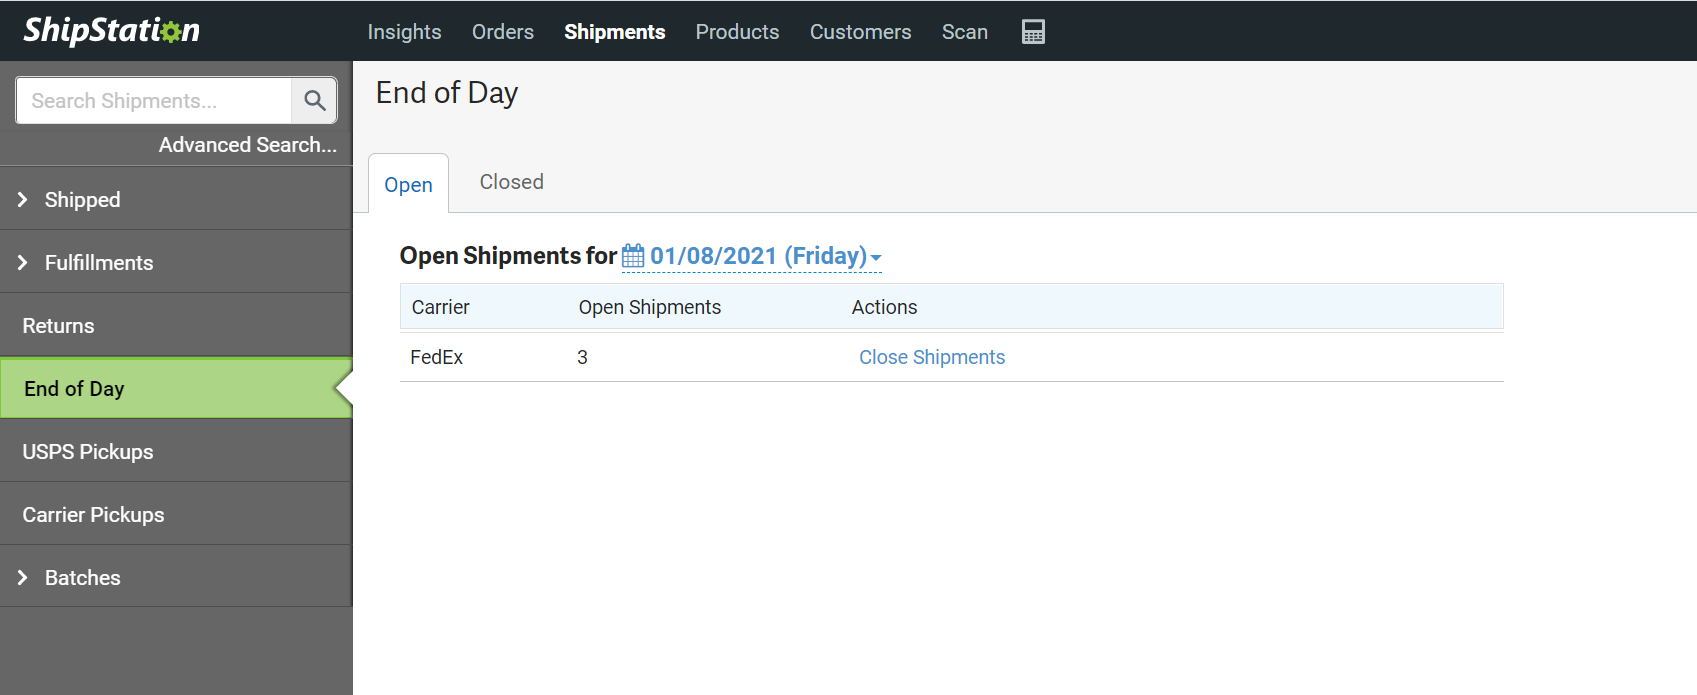 ShipStation
Insights Orders Shipments Products Customers Scan
Search Shipments...
Advanced Search...
Shipped
Fulfillments
Returns
End of Day
USPS Pickups
Carrier Pickups
Batches
End of Day
Open Closed
Open Shipments for 01/08/2021 (Friday)
Carrier Open Shipments Actions
FedEx 3 Close Shipments